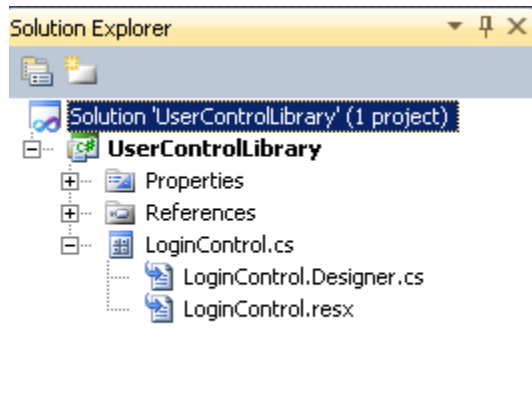 Solution Explorer
Solution 'UserControlLibrary' (1 project)
UserControlLibrary
Properties
References
LoginControl.cs
LoginControl.Designer.cs
LoginControl.resx